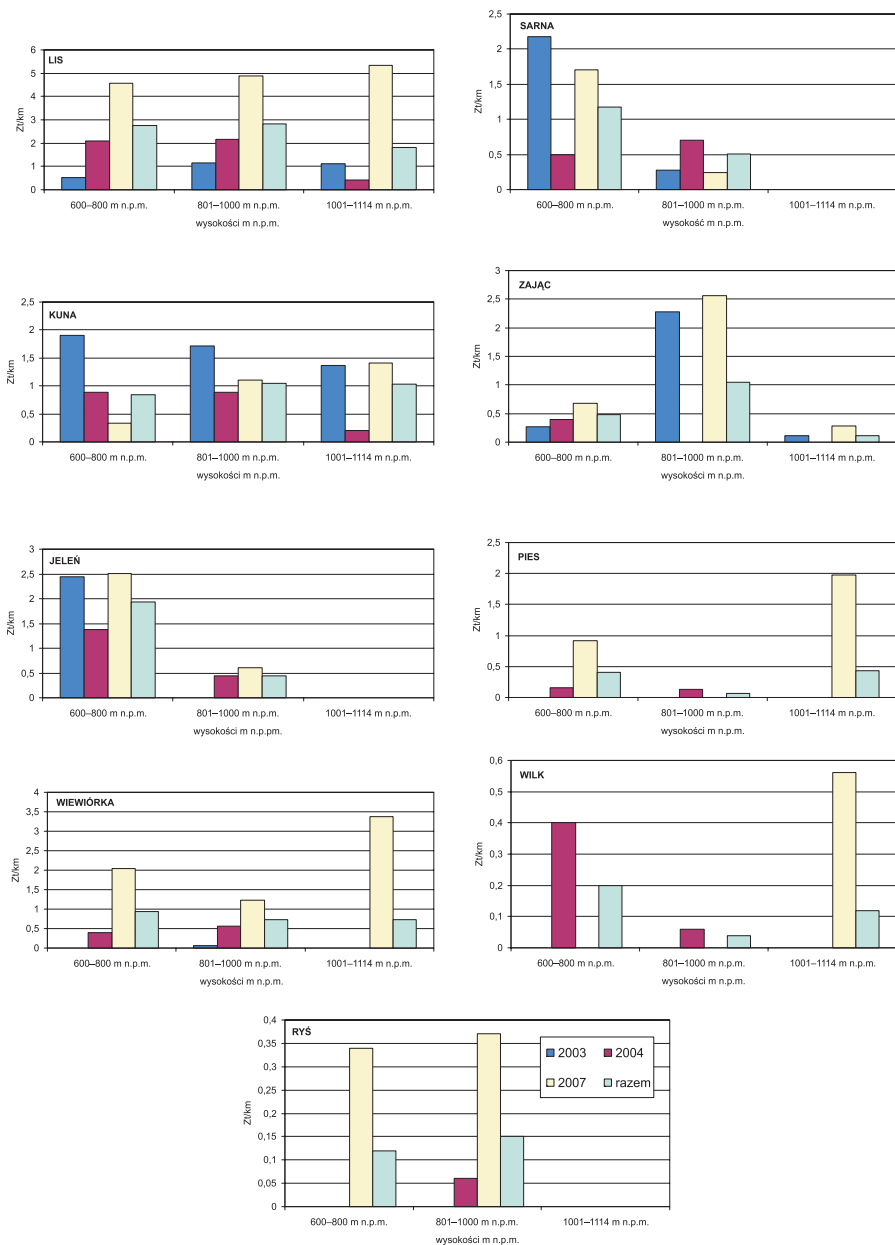 LIS
Zt/km
6
5
4
3
2
1
0
600–800 m n.p.m. 801–1000 m n.p.m. 1001–1114 m n.p.m.
wysokości m n.p.m.
SARNA
Zt/km
2,5
2
1,5
1
0,5
0
600–800 m n.p.m. 801–1000 m n.p.m. 1001–1114 m n.p.m.
wysokość m n.p.m.
KUNA
Zt/km
2,5
2
1,5
1
0,5
0
600–800 m n.p.m. 801–1000 m n.p.m. 1001–1114 m n.p.m.
wysokości m n.p.m.
ZAJĄC
Zt/km
3
2,5
2
1,5
1
0,5
0
600–800 m n.p.m. 801–1000 m n.p.m. 1001–1114 m n.p.m.
wysokości m n.p.m.
JELEŃ
Zt/km
3
2,5
2
1,5
1
0,5
0
600–800 m n.p.m. 801–1000 m n.p.m. 1001–1114 m n.p.m.
wysokości m n.p.pm.
PIES
Zt/km
2,5
2
1,5
1
0,5
0
600–800 m n.p.m. 801–1000 m n.p.m. 1001–1114 m n.p.m.
wysokości m n.p.m.
WIEWIÓRKA
Zt/km
4
3,5
3
2,5
2
1,5
1
0,5
0
600–800 m n.p.m. 801–1000 m n.p.m. 1001–1114 m n.p.m.
wysokości m n.p.m.
WILK
Zt/km
0,6
0,5
0,4
0,3
0,2
0,1
0
600–800 m n.p.m. 801–1000 m n.p.m. 1001–1114 m n.p.m.
wysokości m n.p.m.
RYŚ
Zt/km
0,4
0,35
0,3
0,25
0,2
0,15
0,1
0,05
0
2003 2004
2007 razem
600–800 m n.p.m. 801–1000 m n.p.m. 1001–1114 m n.p.m.
wysokości m n.p.m.